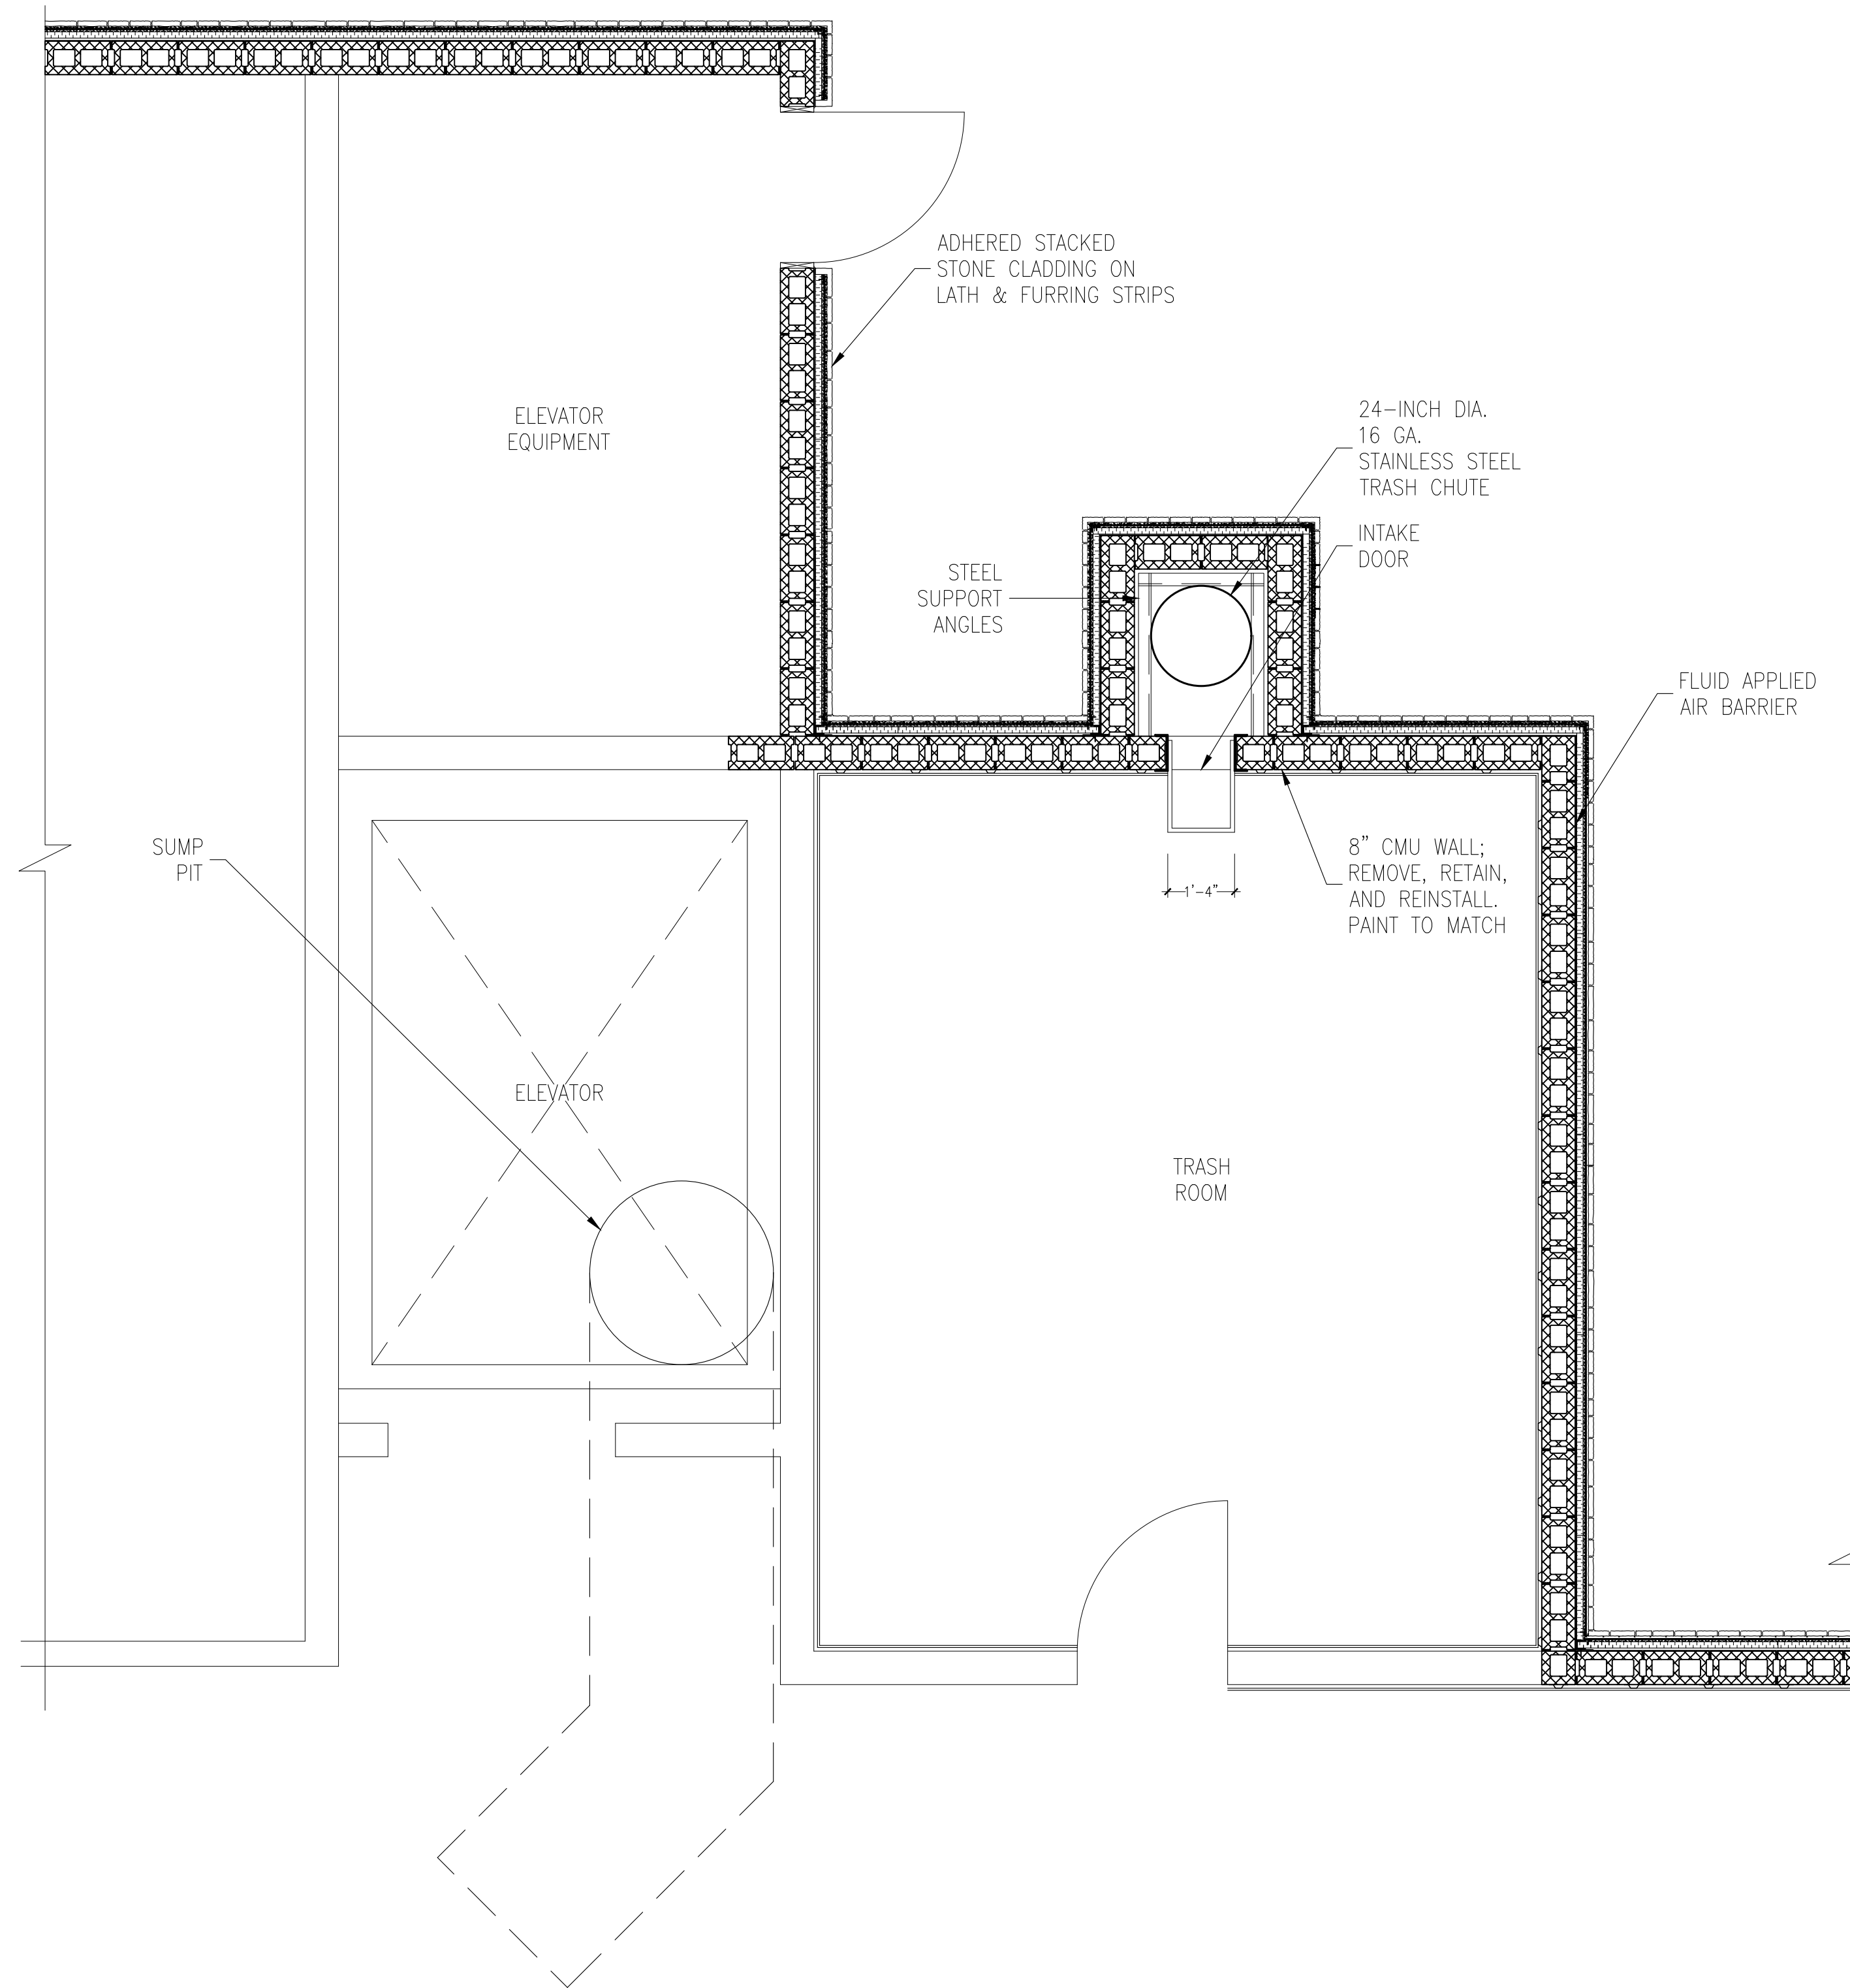 ADHERED STACKED
STONE CLADDING ON
LATH & FURRING STRIPS
ELEVATOR
EQUIPMENT
24-INCH DIA.
16 GA.
STAINLESS STEEL
TRASH CHUTE
INTAKE
DOOR
STEEL
SUPPORT
ANGLES
FLUID APPLIED
AIR BARRIER
SUMP
PIT
8" CMU WALL;
REMOVE, RETAIN,
AND REINSTALL.
PAINT TO MATCH
1'-4"
ELEVATOR
TRASH
ROOM